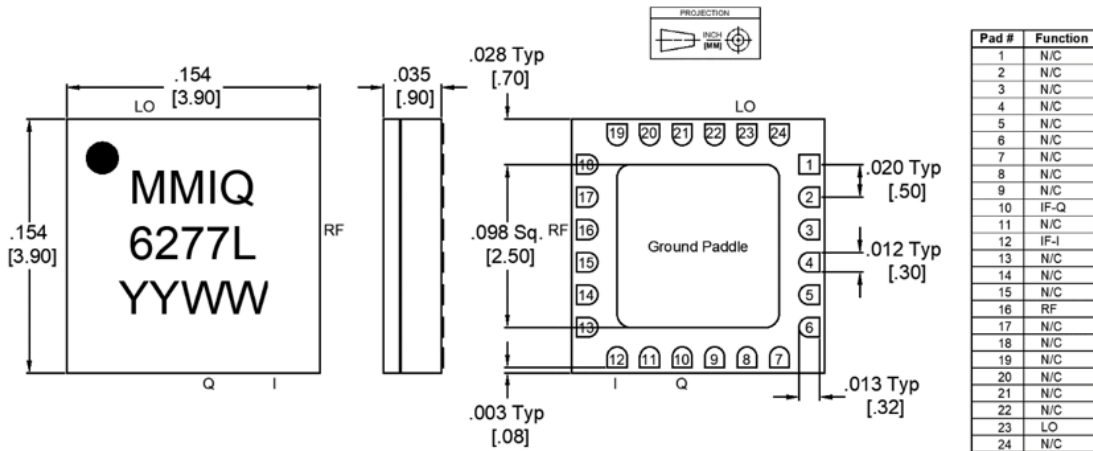 PROJECTION
INCH
[MM]
.154
[3.90]
LO
.154
[3.90]
MMIQ
6277L
YYWW
RF
Q
I
.035
[.90]
.028 Typ
[.70]
LO
19 20 21 22 23 24
18
17
16
15
14
13
1
2
3
4
5
6
12 11 10 9 8 7
Ground Paddle
.098 Sq.
[2.50]
RF
I
Q
.003 Typ
[.08]
.020 Typ
[.50]
.012 Typ
[.30]
.013 Typ
[.32]
Pad # Function
1 N/C
2 N/C
3 N/C
4 N/C
5 N/C
6 N/C
7 N/C
8 N/C
9 N/C
10 IF-Q
11 N/C
12 IF-I
13 N/C
14 N/C
15 N/C
16 RF
17 N/C
18 N/C
19 N/C
20 N/C
21 N/C
22 N/C
23 LO
24 N/C